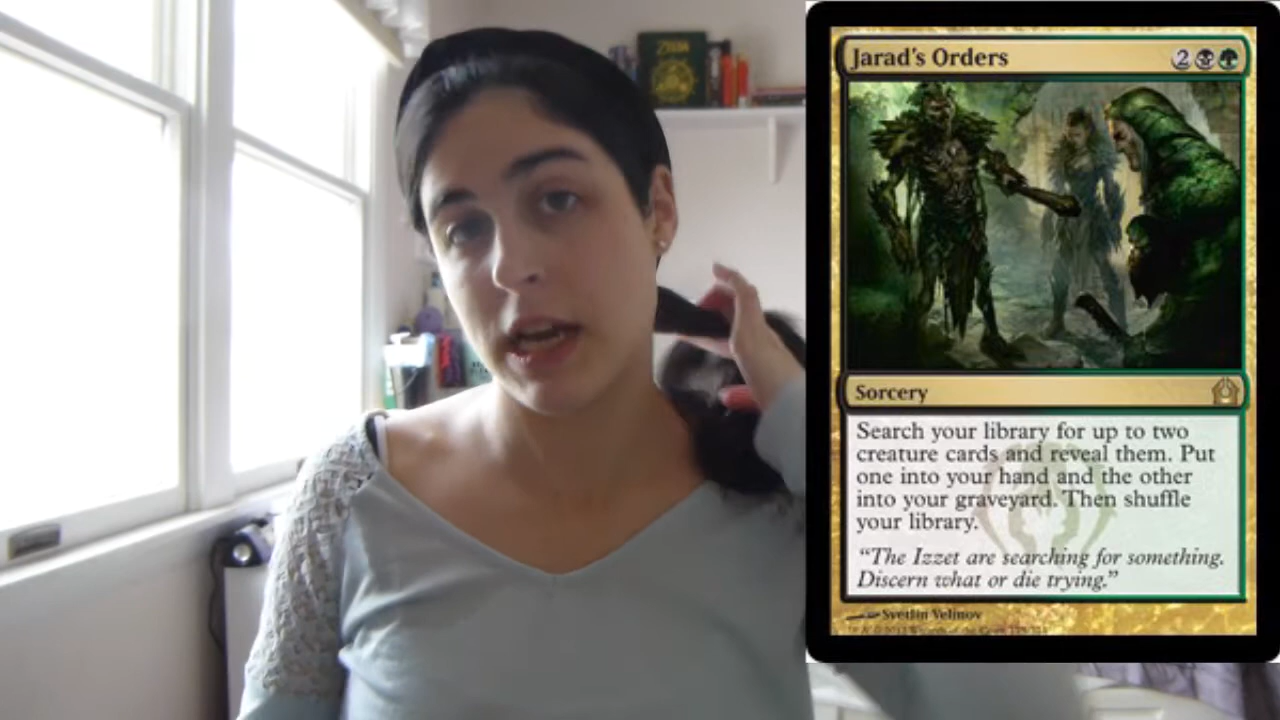 ZELDA
Jarad's Orders
2
Sorcery
Search your library for up to two
creature cards and reveal them. Put
one into your hand and the other
into your graveyard. Then shuffle
your library.
“The Izzet are searching for something.
Discern what or die trying.”
Svetlin Velinov